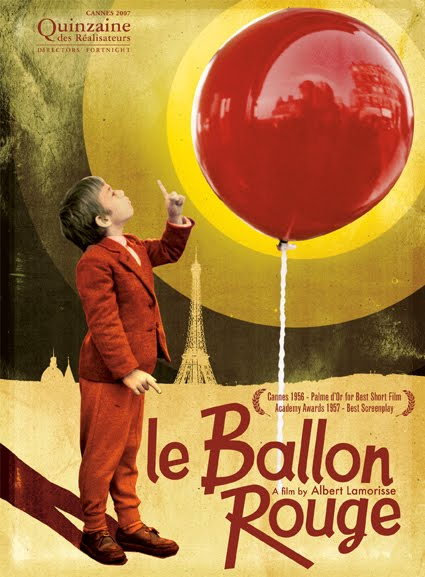 CANNES 2007
Quinzaine
des Réalisateurs
DIRECTORS' FORTNIGHT
Cannes 1956 - Palme d'Or for Best Short Film
Academy Awards 1957 - Best Screenplay
le Ballon
A film by Albert Lamorisse
Rouge